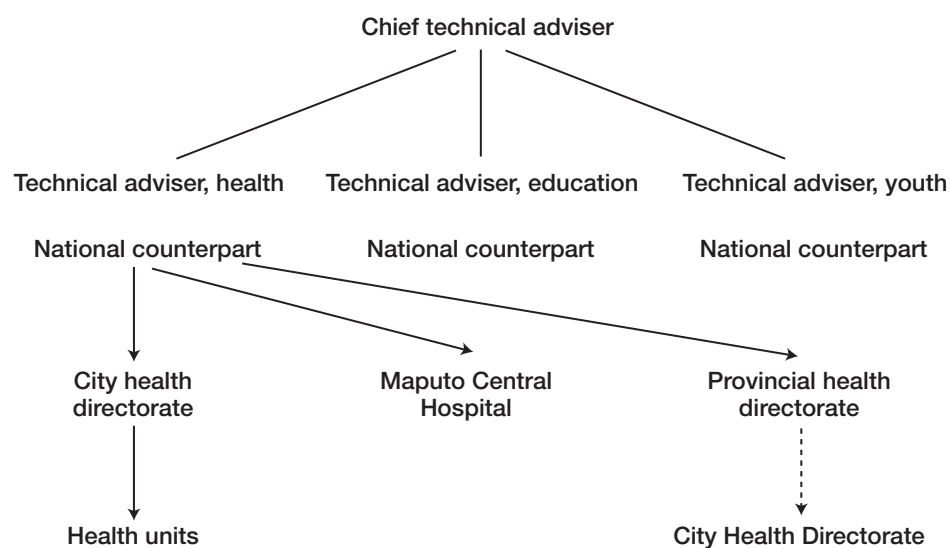 Chief technical adviser
Technical adviser, health
Technical adviser, education
Technical adviser, youth
National counterpart
National counterpart
National counterpart
City health
directorate
Maputo Central
Hospital
Provincial health
directorate
Health units
City Health Directorate